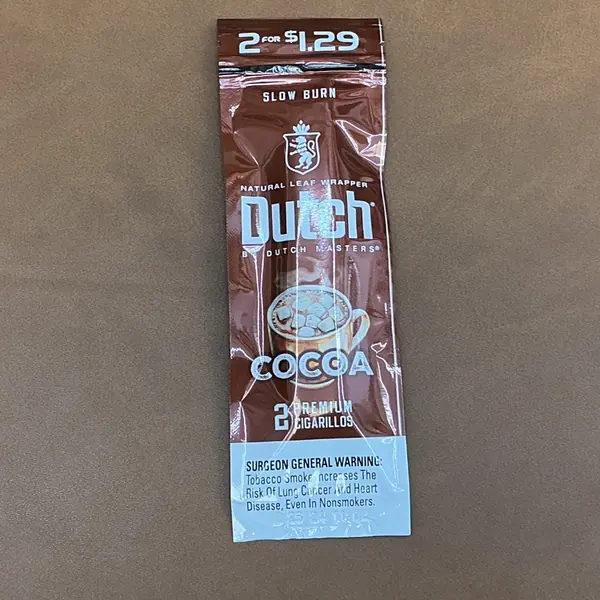 2 FOR $1.29
SLOW BURN
NATURAL LEAF WRAPPER
Dutch®
BY DUTCH MASTERS®
COCOA
2 PREMIUM
CIGARILLOS
SURGEON GENERAL WARNING:
Tobacco Smoke Increases The
Risk Of Lung Cancer And Heart
Disease, Even In Nonsmokers.